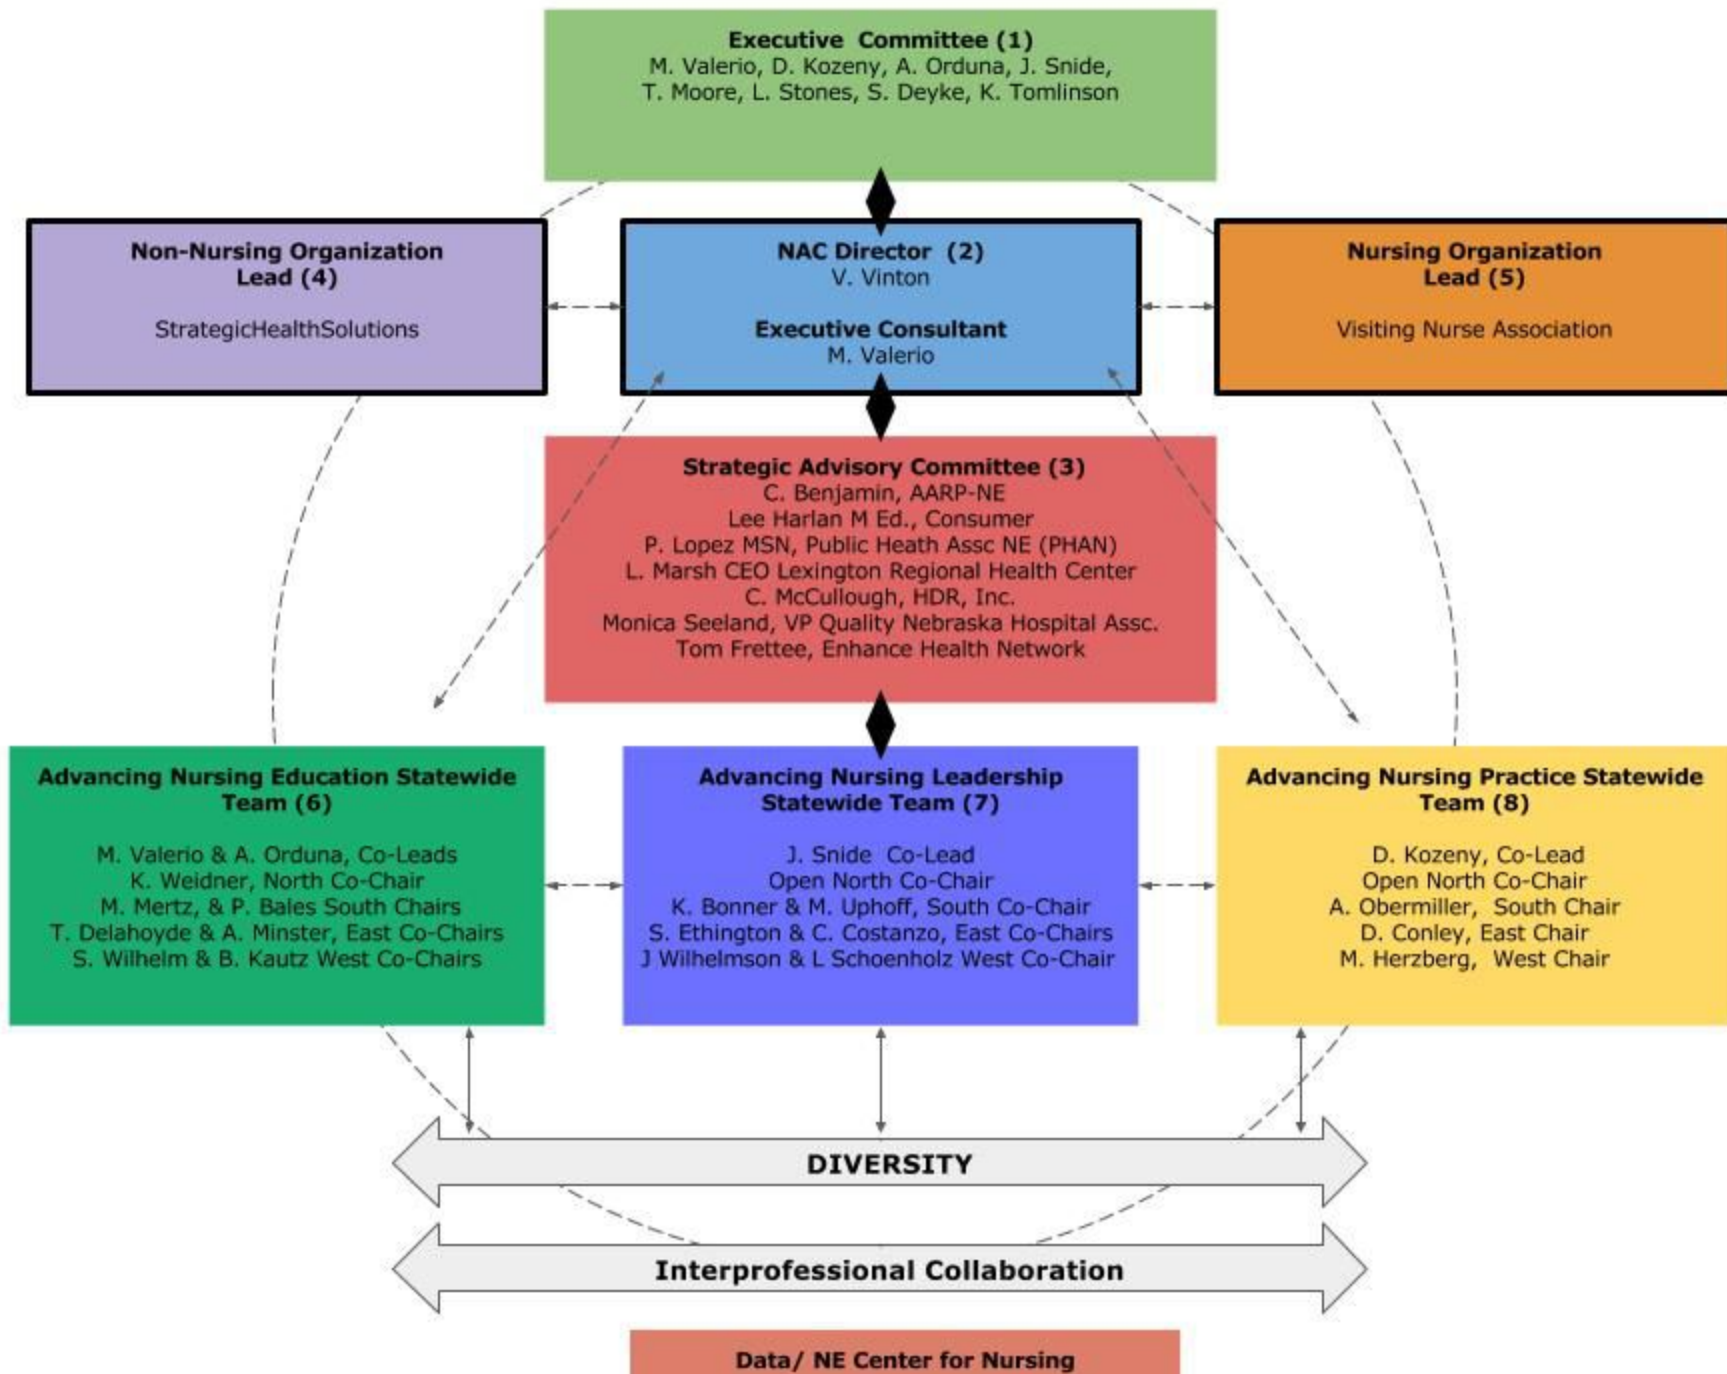 Executive Committee (1)
M. Valerio, D. Kozeny, A. Orduna, J. Snide,
T. Moore, L. Stones, S. Deyke, K. Tomlinson
Non-Nursing Organization
Lead (4)
StrategicHealthSolutions
NAC Director (2)
V. Vinton
Executive Consultant
M. Valerio
Nursing Organization
Lead (5)
Visiting Nurse Association
Strategic Advisory Committee (3)
C. Benjamin, AARP-NE
Lee Harlan M Ed., Consumer
P. Lopez MSN, Public Heath Assc NE (PHAN)
L. Marsh CEO Lexington Regional Health Center
C. McCullough, HDR, Inc.
Monica Seeland, VP Quality Nebraska Hospital Assc.
Tom Frettee, Enhance Health Network
Advancing Nursing Education Statewide
Team (6)
M. Valerio & A. Orduna, Co-Leads
K. Weidner, North Co-Chair
M. Mertz, & P. Bales South Chairs
T. Delahoyde & A. Minster, East Co-Chairs
S. Wilhelm & B. Kautz West Co-Chairs
Advancing Nursing Leadership
Statewide Team (7)
J. Snide Co-Lead
Open North Co-Chair
K. Bonner & M. Uphoff, South Co-Chair
S. Ethington & C. Costanzo, East Co-Chairs
J Wilhelmson & L Schoenholz West Co-Chair
Advancing Nursing Practice Statewide
Team (8)
D. Kozeny, Co-Lead
Open North Co-Chair
A. Obermiller, South Chair
D. Conley, East Chair
M. Herzberg, West Chair
DIVERSITY
Interprofessional Collaboration
Data/ NE Center for Nursing